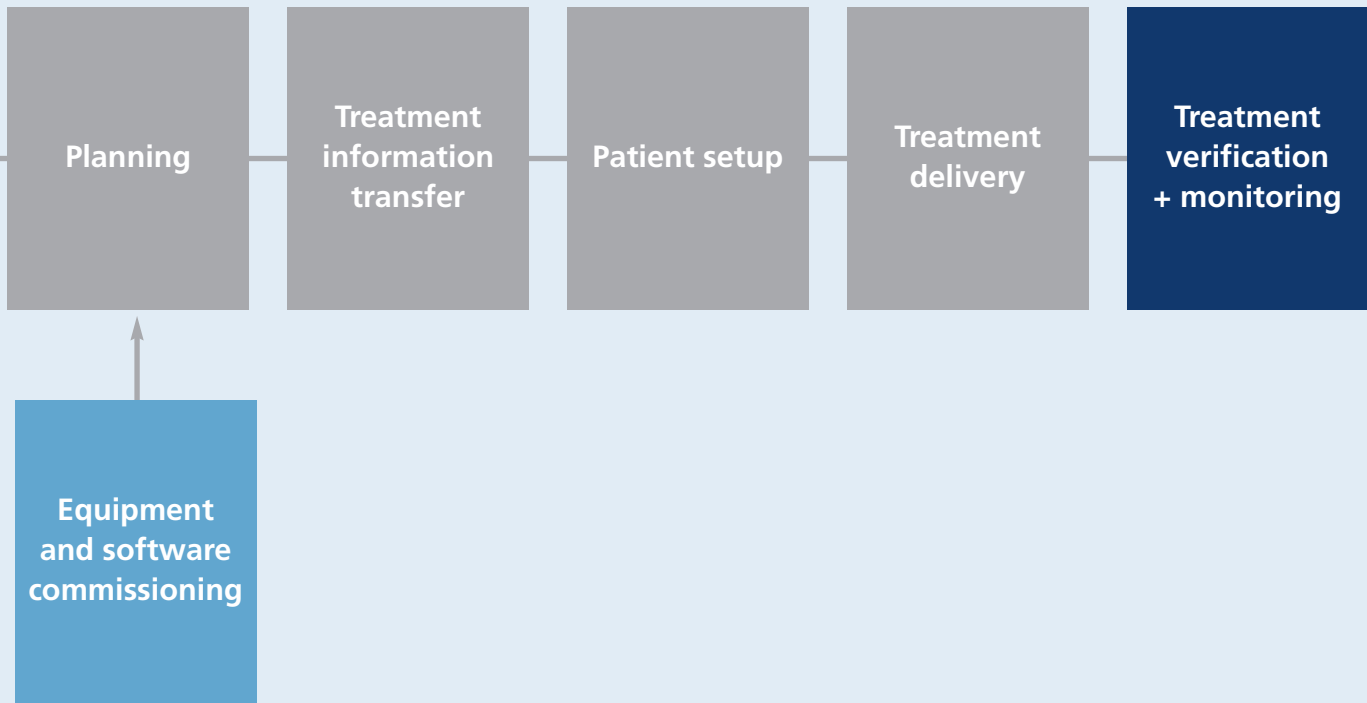 Planning
Treatment
information
transfer
Patient setup
Treatment
delivery
Treatment
verification
+ monitoring
Equipment
and software
commissioning